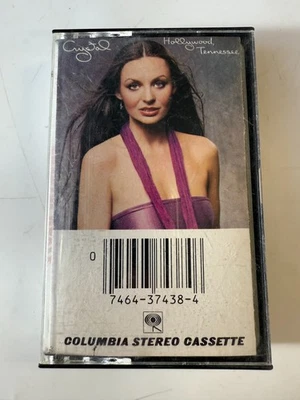 Crystal
Hollywood,
Tennessee
0
7464-37438-4
COLUMBIA STEREO CASSETTE